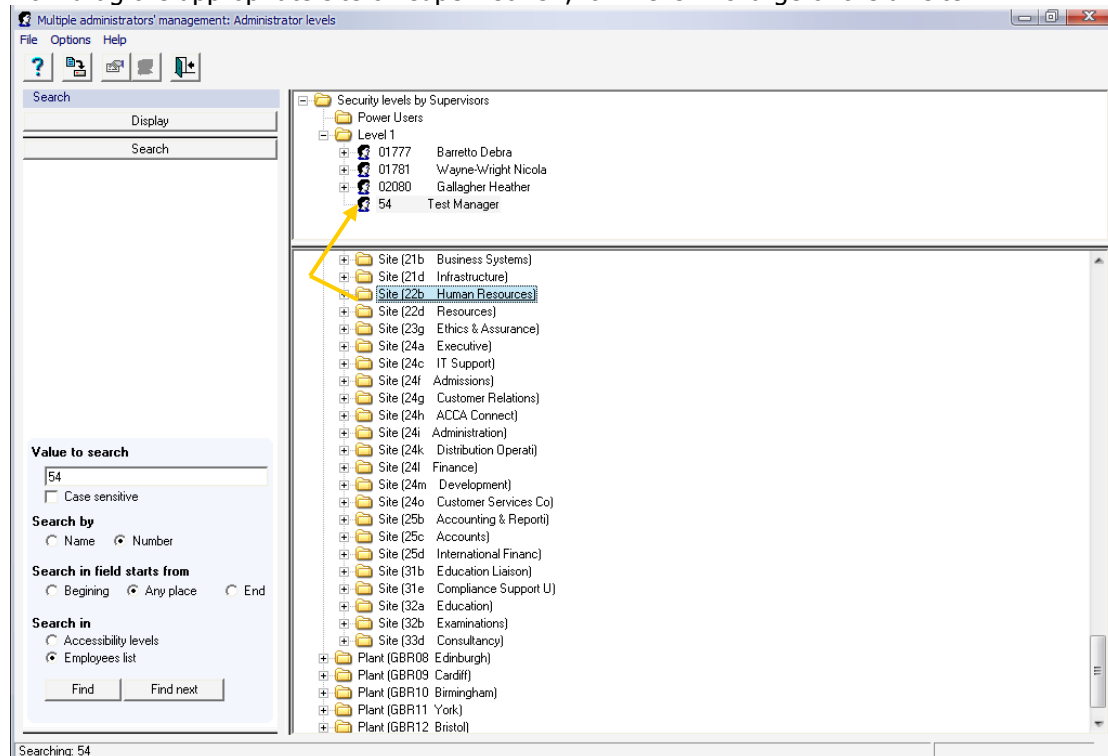 Multiple administrators' management: Administrator levels
File Options Help
Search
Display
Search
Value to search
54
Case sensitive
Search by
Name Number
Search in field starts from
Begining Any place End
Search in
Accessibility levels
Employees list
Find Find next
Security levels by Supervisors
Power Users
Level 1
01777 Barretto Debra
01781 Wayne-Wright Nicola
02080 Gallagher Heather
54 Test Manager
Site (21b Business Systems)
Site (21d Infrastucture)
Site (22b Human Resources)
Site (22d Resources)
Site (23g Ethics & Assurance)
Site (24a Executive)
Site (24c IT Support)
Site (24f Admissions)
Site (24g Customer Relations)
Site (24h ACCA Connect)
Site (24i Administration)
Site (24k Distribution Operati)
Site (24l Finance)
Site (24m Development)
Site (24o Customer Services Co)
Site (25b Accounting & Reporti)
Site (25c Accounts)
Site (25d International Financ)
Site (31b Education Liaison)
Site (31e Compliance Support U)
Site (32a Education)
Site (32b Examinations)
Site (33d Consultancy)
Plant (GBR08 Edinburgh)
Plant (GBR09 Cardiff)
Plant (GBR10 Birmingham)
Plant (GBR11 York)
Plant (GBR12 Bristol)
Searching: 54